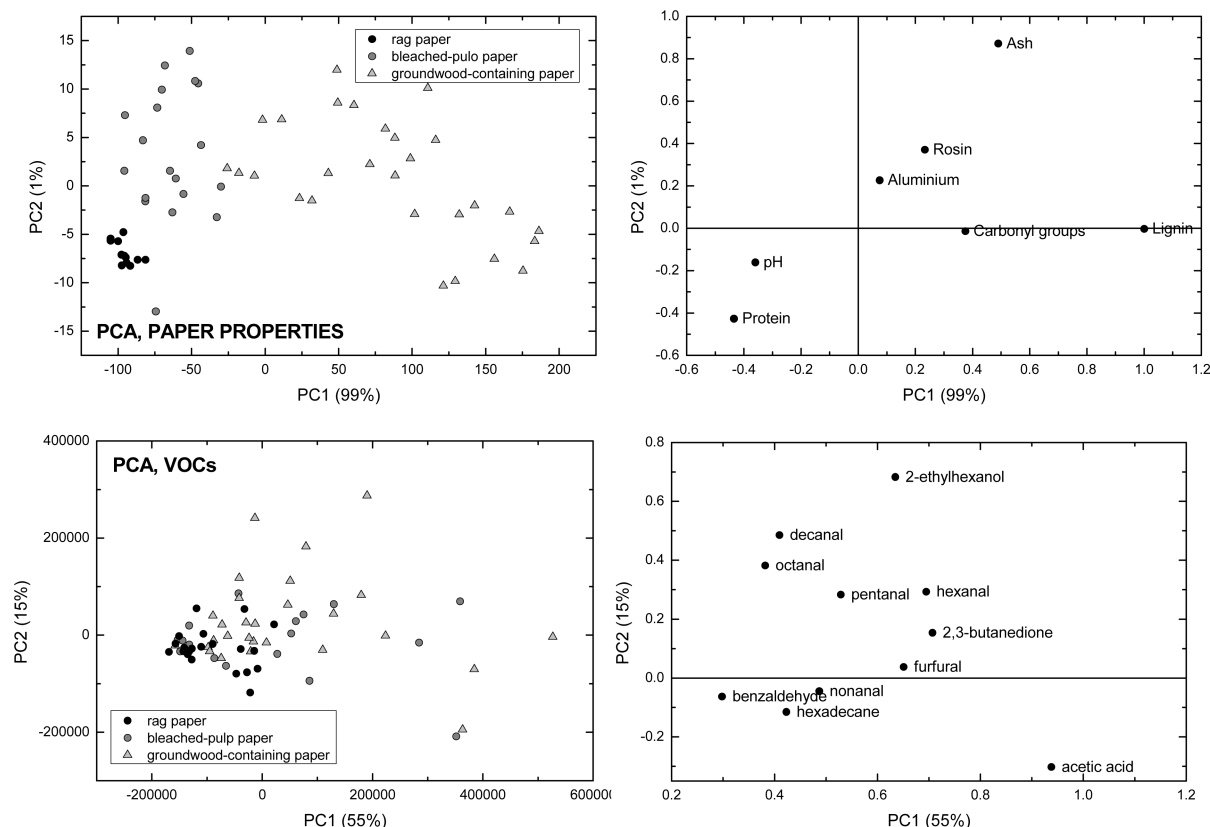 15
10
5
0
-5
-10
-15
PC2 (1%)
rag paper
bleached-pulo paper
groundwood-containing paper
PCA, PAPER PROPERTIES
-100 -50 0 50 100 150 200
PC1 (99%)
1.0
0.8
0.6
0.4
0.2
0.0
-0.2
-0.4
-0.6
PC2 (1%)
Ash
Rosin
Aluminium
Carbonyl groups
Lignin
pH
Protein
-0.6 -0.4 -0.2 0.0 0.2 0.4 0.6 0.8 1.0 1.2
PC1 (99%)
400000
200000
0
-200000
PC2 (15%)
PCA, VOCs
rag paper
bleached-pulp paper
groundwood-containing paper
-200000 0 200000 400000 600000
PC1 (55%)
0.8
0.6
0.4
0.2
0.0
-0.2
PC2 (15%)
2-ethylhexanol
decanal
octanal
pentanal
hexanal
2,3-butanedione
furfural
nonanal
benzaldehyde
hexadecane
acetic acid
0.2 0.4 0.6 0.8 1.0 1.2
PC1 (55%)